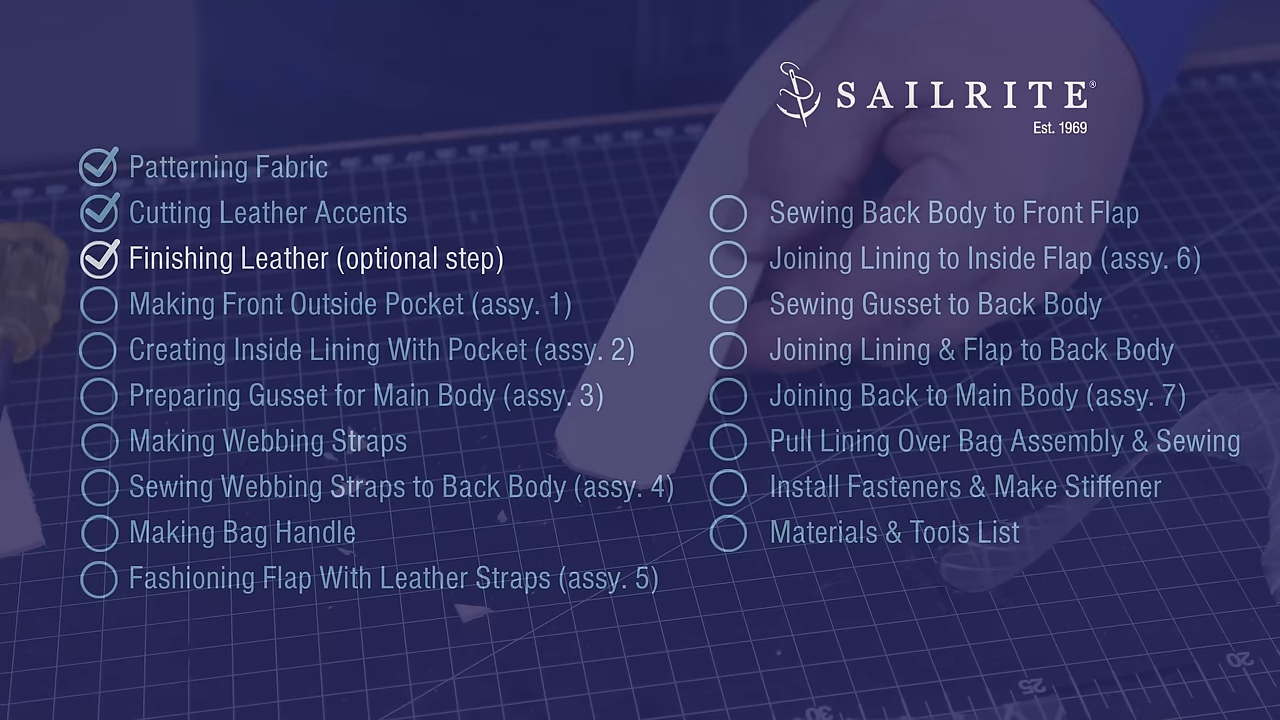 SAILRITE®
Est. 1969
Patterning Fabric
Cutting Leather Accents
Finishing Leather (optional step)
Making Front Outside Pocket (assy. 1)
Creating Inside Lining With Pocket (assy. 2)
Preparing Gusset for Main Body (assy. 3)
Making Webbing Straps
Sewing Webbing Straps to Back Body (assy. 4)
Making Bag Handle
Fashioning Flap With Leather Straps (assy. 5)
Sewing Back Body to Front Flap
Joining Lining to Inside Flap (assy. 6)
Sewing Gusset to Back Body
Joining Lining & Flap to Back Body
Joining Back to Main Body (assy. 7)
Pull Lining Over Bag Assembly & Sewing
Install Fasteners & Make Stiffener
Materials & Tools List
20
25
30